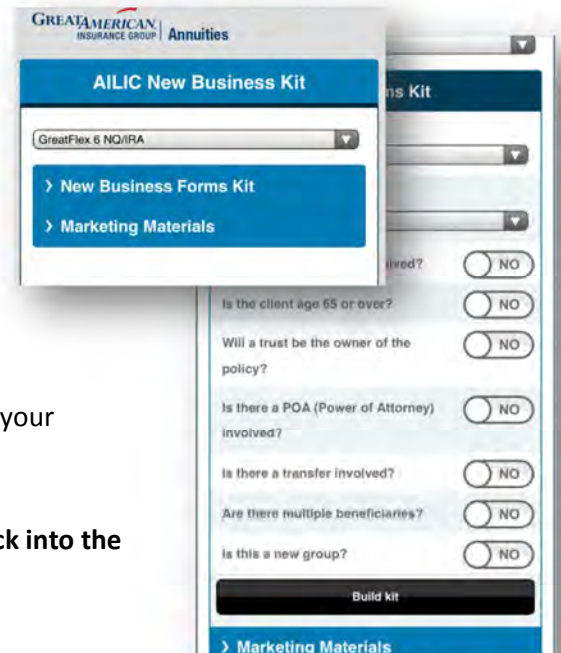 GREATAMERICAN
INSURANCE GROUP Annuities
AILIC New Business Kit
GreatFlex 6 NQ/IRA
› New Business Forms Kit
› Marketing Materials
ns Kit
NO
Is the client age 65 or over? NO
Will a trust be the owner of the NO
policy?
Is there a POA (Power of Attorney) NO
involved?
Is there a transfer involved? NO
Are there multiple beneficiaries? NO
Is this a new group? NO
Build kit
› Marketing Materials
your
ck into the